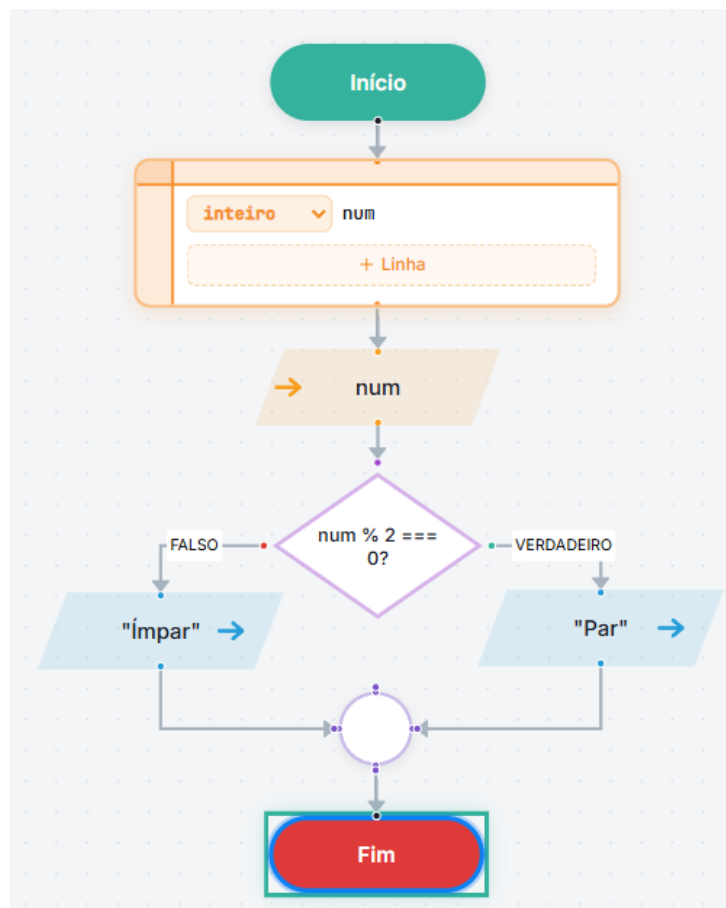 Início
inteiro num
+ Linha
num
num % 2 ===
0?
FALSO
VERDADEIRO
"Ímpar"
"Par"
Fim